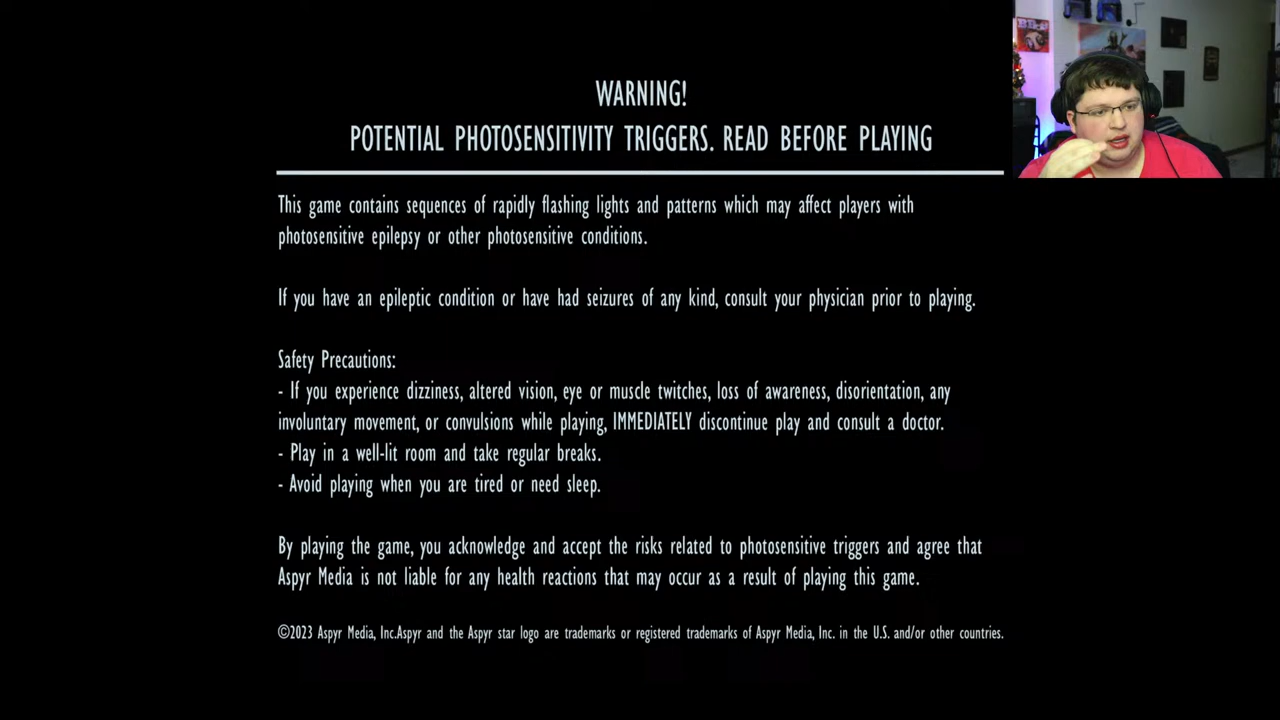 WARNING!
POTENTIAL PHOTOSENSITIVITY TRIGGERS. READ BEFORE PLAYING
This game contains sequences of rapidly flashing lights and patterns which may affect players with
photosensitive epilepsy or other photosensitive conditions.
If you have an epileptic condition or have had seizures of any kind, consult your physician prior to playing.
Safety Precautions:
- If you experience dizziness, altered vision, eye or muscle twitches, loss of awareness, disorientation, any
involuntary movement, or convulsions while playing, IMMEDIATELY discontinue play and consult a doctor.
- Play in a well-lit room and take regular breaks.
- Avoid playing when you are tired or need sleep.
By playing the game, you acknowledge and accept the risks related to photosensitive triggers and agree that
Aspyr Media is not liable for any health reactions that may occur as a result of playing this game.
©2023 Aspyr Media, Inc.Aspyr and the Aspyr star logo are trademarks or registered trademarks of Aspyr Media, Inc. in the U.S. and/or other countries.